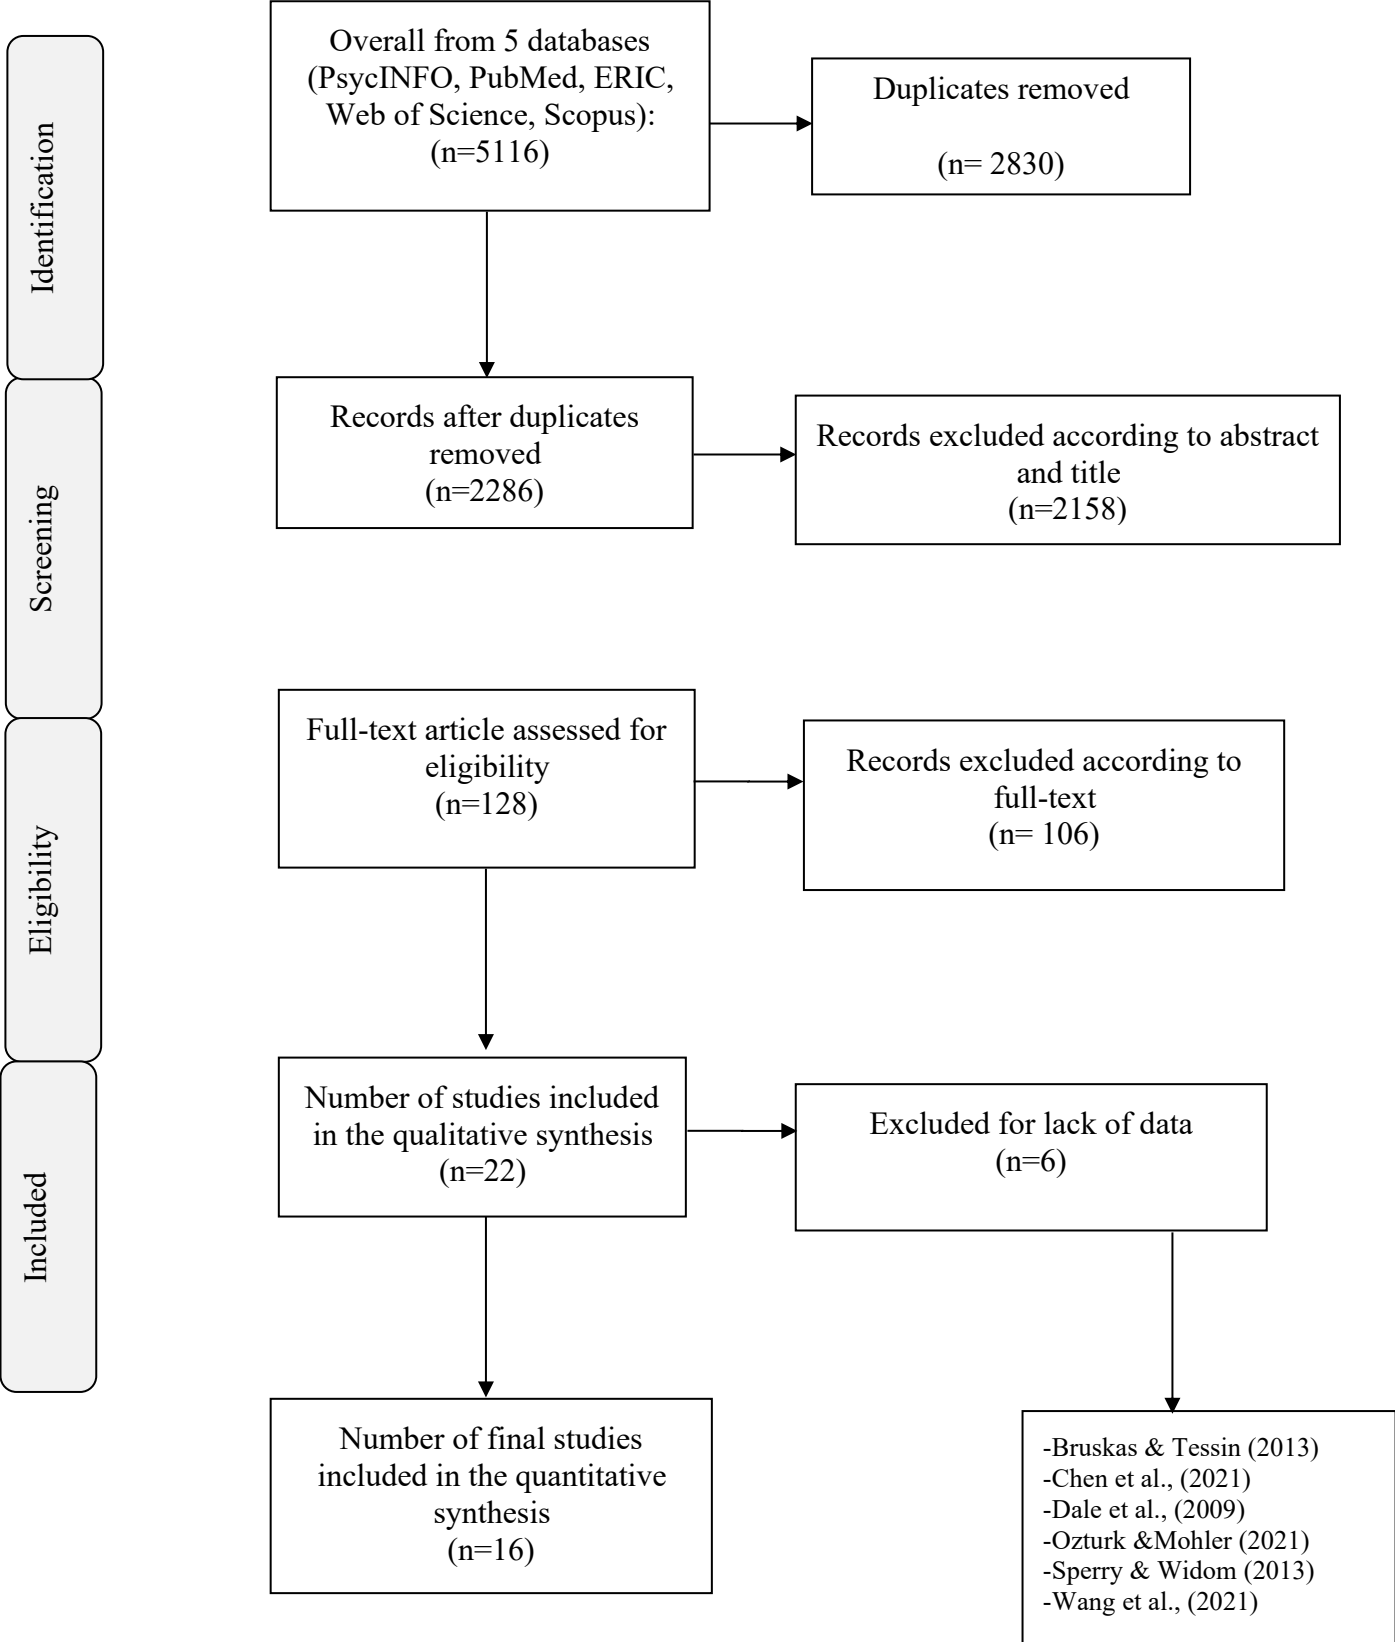 Identification
Overall from 5 databases
(PsycINFO, PubMed, ERIC,
Web of Science, Scopus):
(n=5116)
Duplicates removed
(n= 2830)
Screening
Records after duplicates
removed
(n=2286)
Records excluded according to abstract
and title
(n=2158)
Eligibility
Full-text article assessed for
eligibility
(n=128)
Records excluded according to
full-text
(n= 106)
Included
Number of studies included
in the qualitative synthesis
(n=22)
Excluded for lack of data
(n=6)
Number of final studies
included in the quantitative
synthesis
(n=16)
-Bruskas & Tessin (2013)
-Chen et al., (2021)
-Dale et al., (2009)
-Ozturk &Mohler (2021)
-Sperry & Widom (2013)
-Wang et al., (2021)